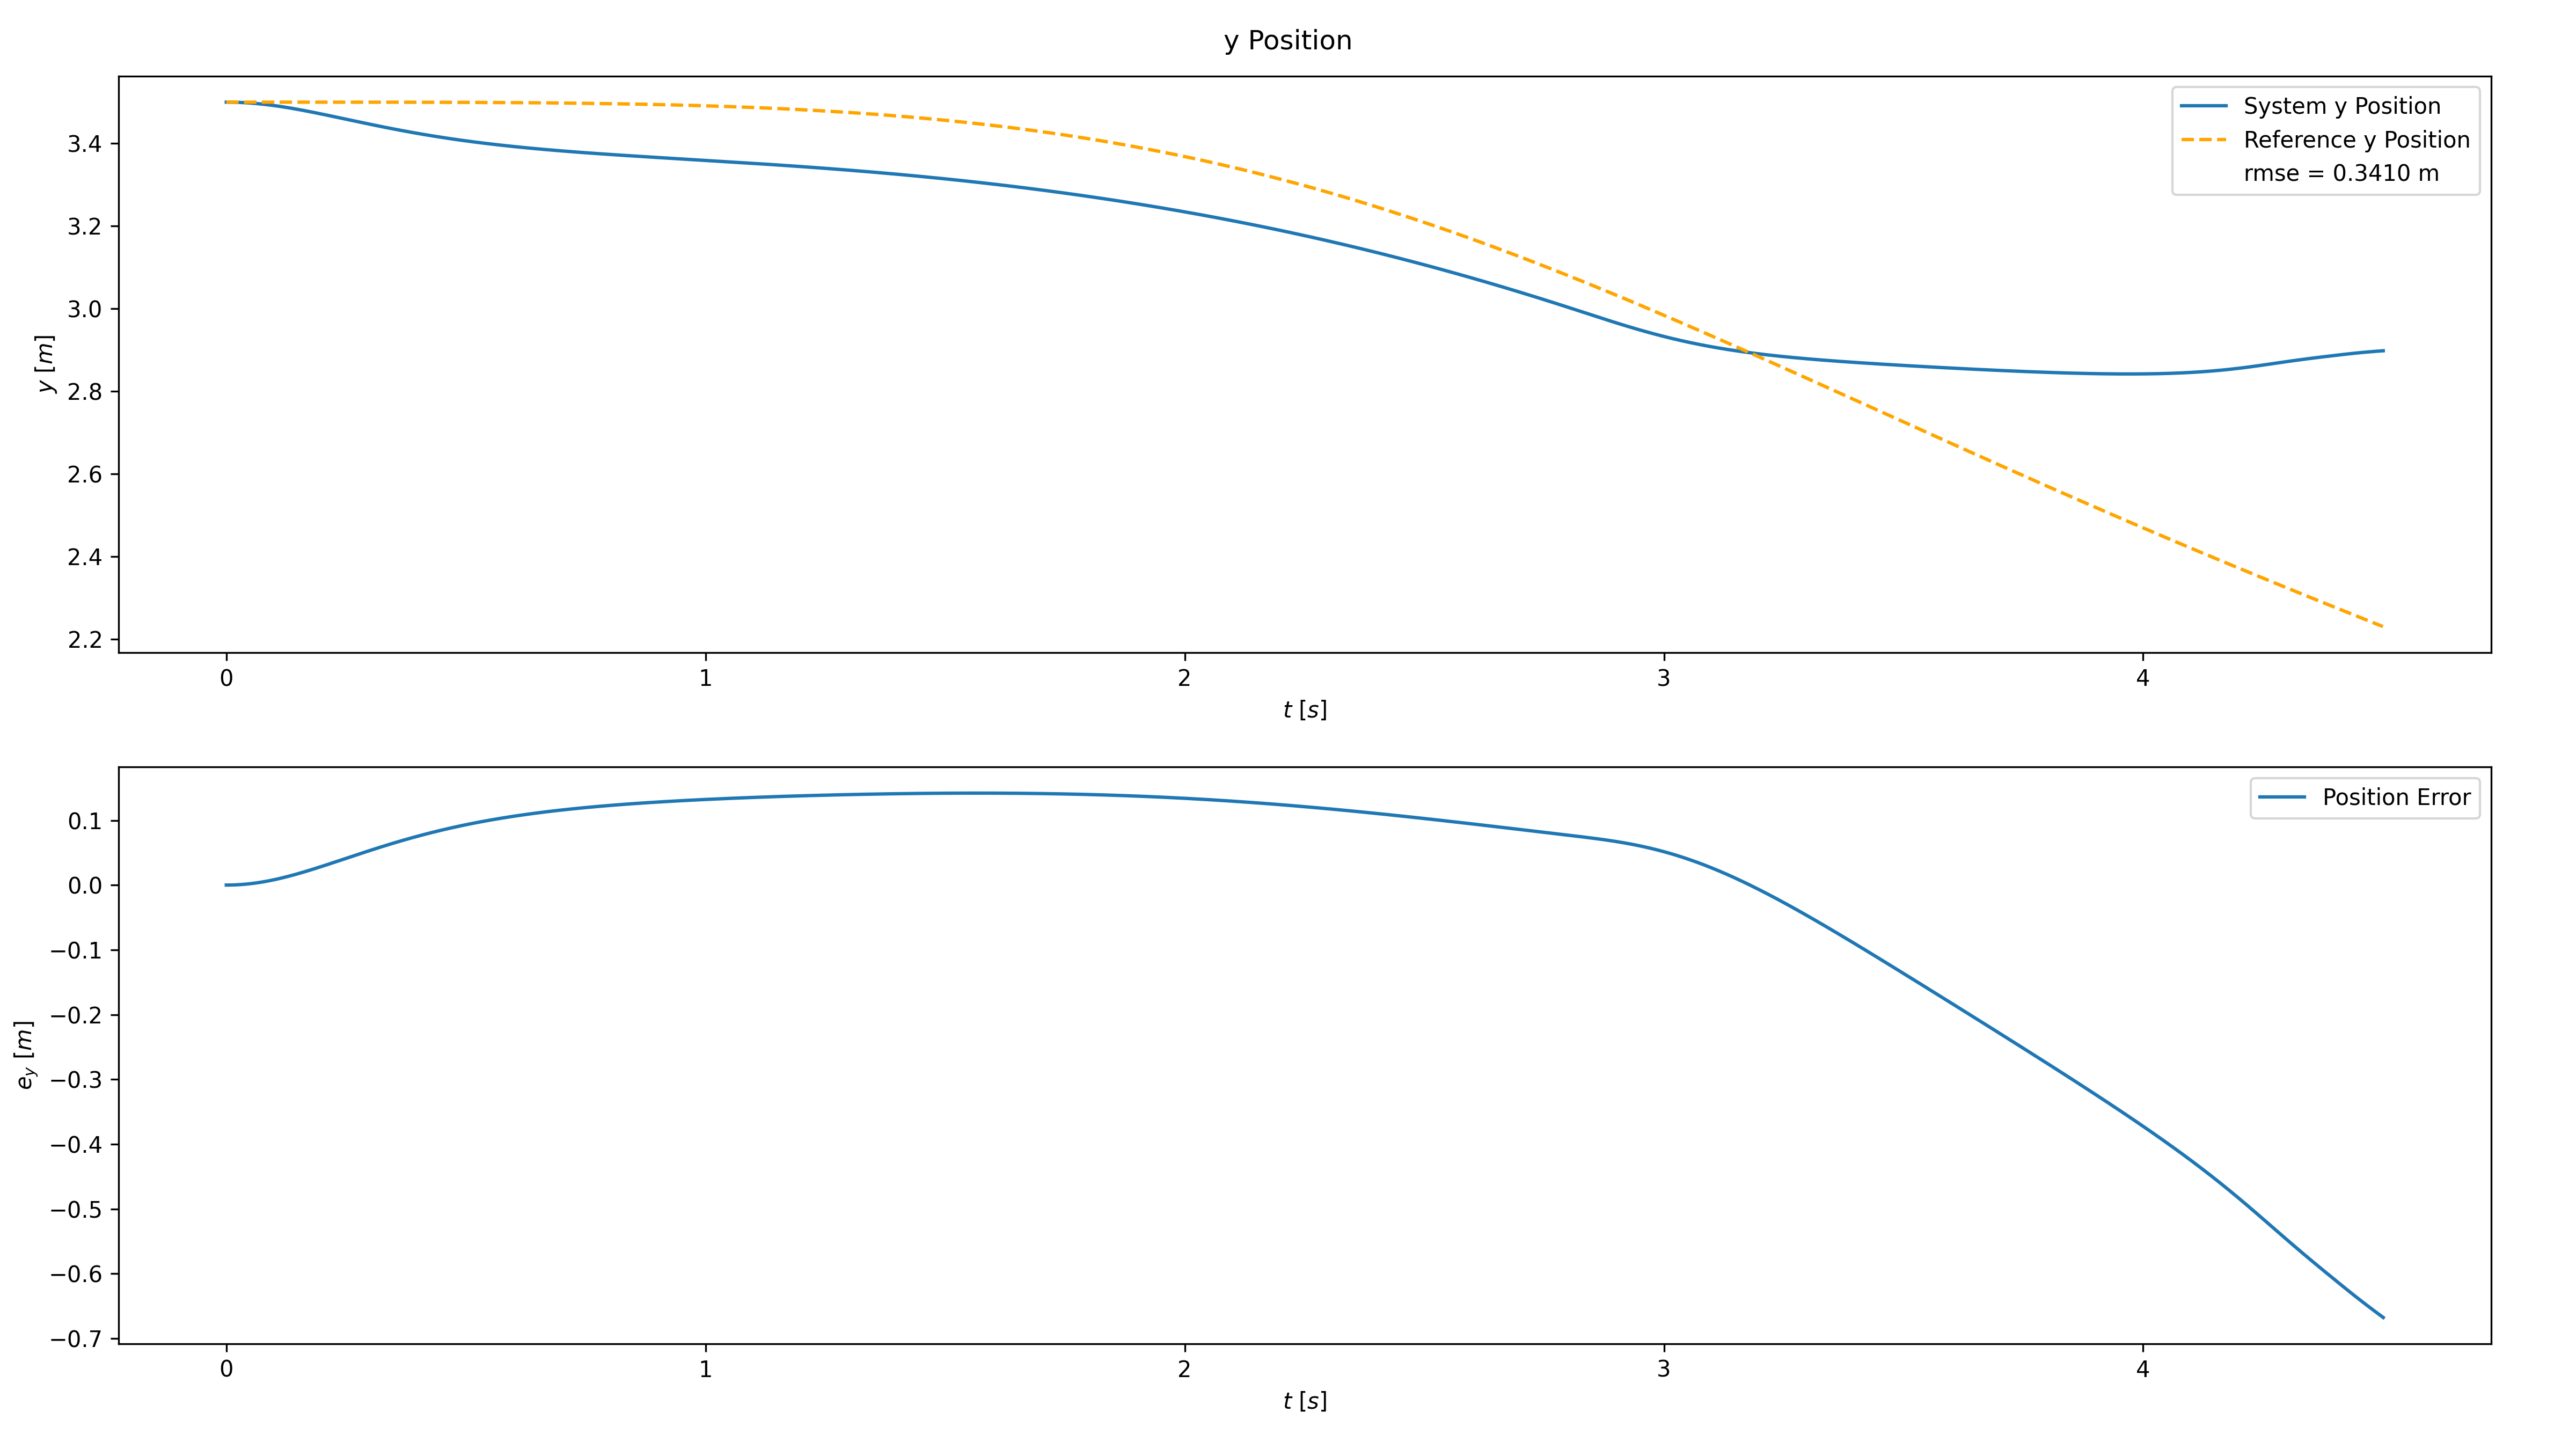 y Position
System y Position
Reference y Position
rmse = 0.3410 m
3.4
3.2
3.0
2.8
2.6
2.4
2.2
y [m]
0 1 2 3 4
t [s]
Position Error
0.1
0.0
−0.1
−0.2
−0.3
−0.4
−0.5
−0.6
−0.7
e_y [m]
0 1 2 3 4
t [s]